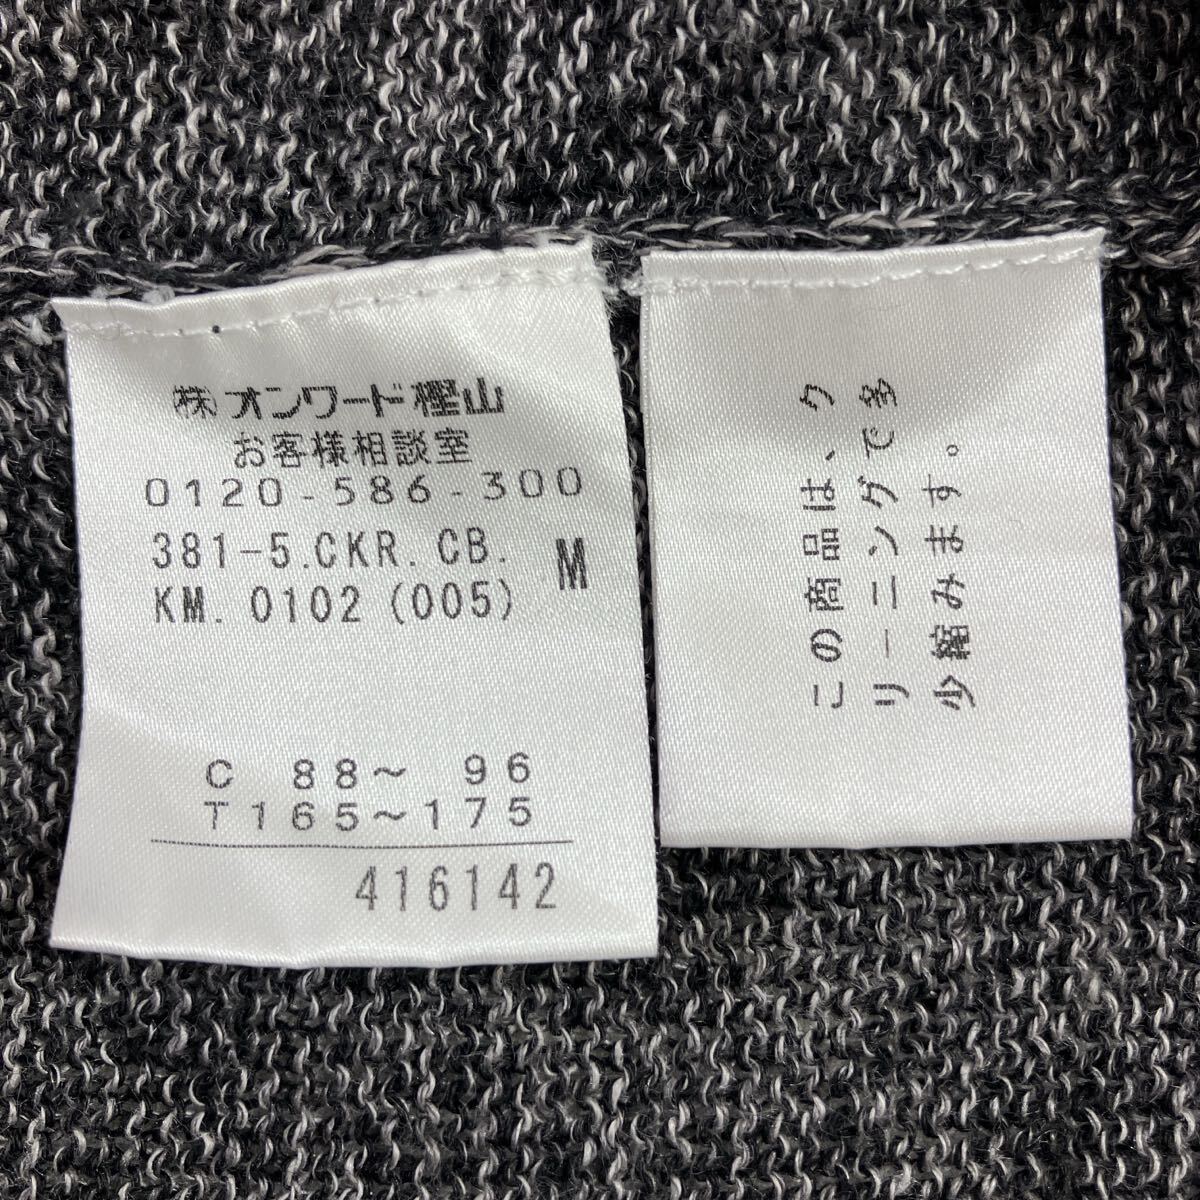 (株)オンワード樫山
お客様相談室
0120-586-300
381-5.CKR. CB.
KM. 0102 (005)
M
C 88～ 96
T165～175
416142
この商品は、ク
リーニングで多
少縮みます。